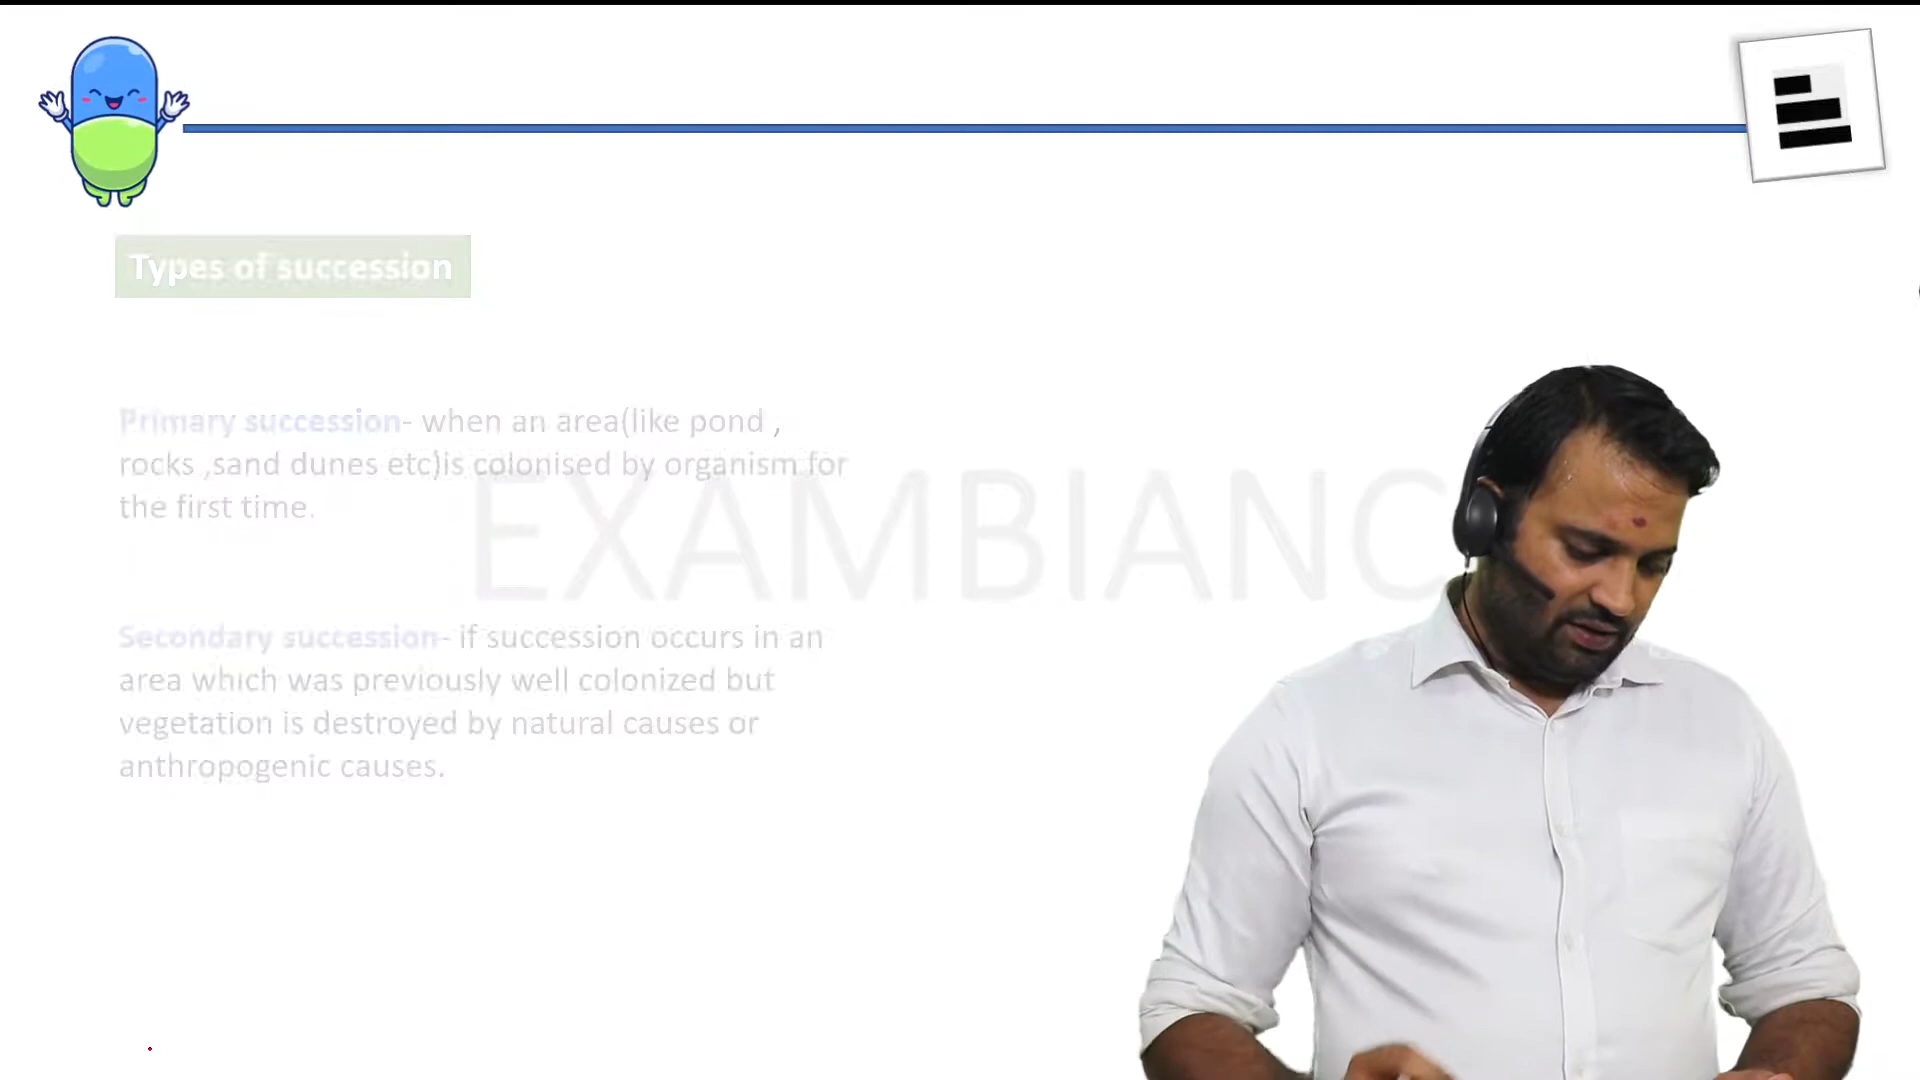 Types of succession
Primary succession- when an area(like pond ,
rocks ,sand dunes etc)is colonised by organism for
the first time.
EXAMBIANC
Secondary succession- if succession occurs in an
area which was previously well colonized but
vegetation is destroyed by natural causes or
anthropogenic causes.